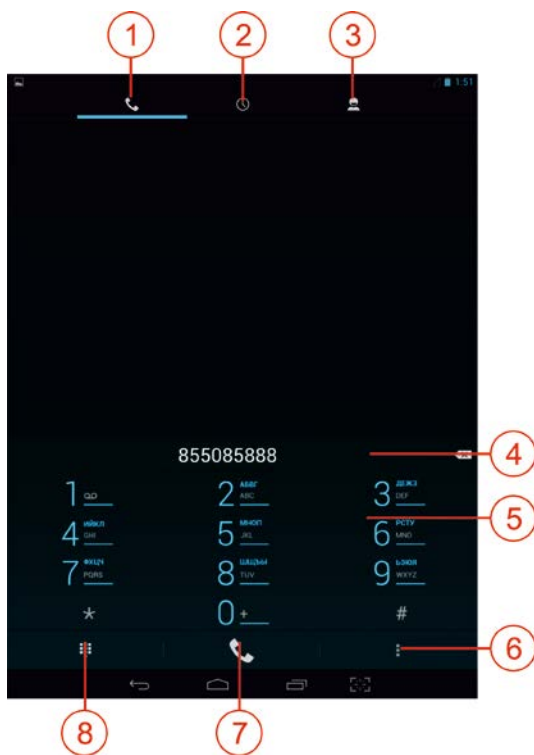 1 2 3
1:51
4
855085888
1 2 АБВГ ABC 3 ДЕЖЗ DEF
5
4 ИЙКЛ GHI 5 МНОП JKL 6 РСТУ MNO
7 ФХЦЧ PQRS 8 ШЩЪЫ TUV 9 ЬЭЮЯ WXYZ
* 0 + #
6
8 7